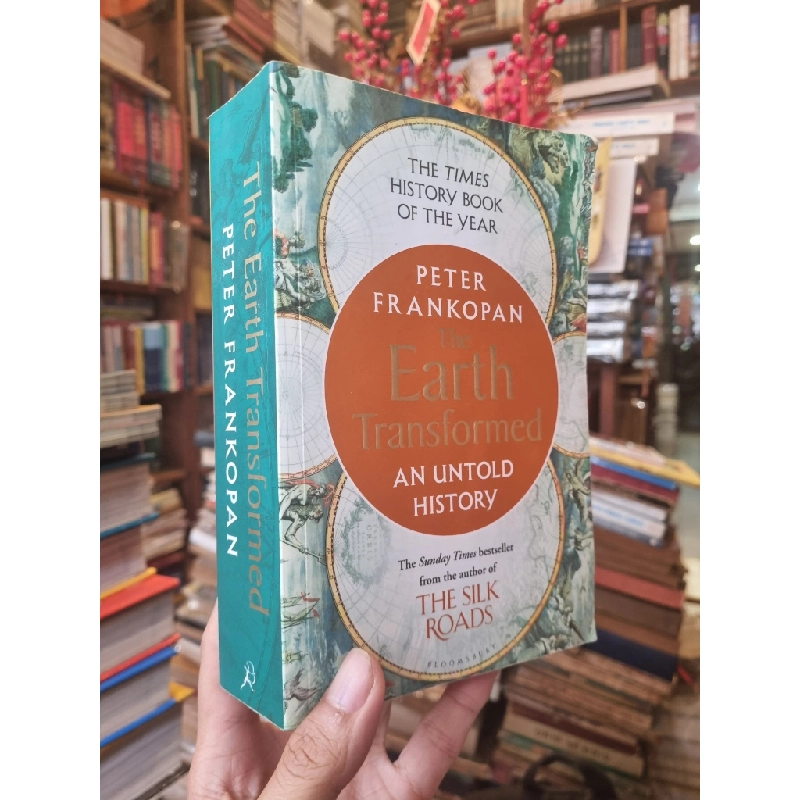 The Earth Transformed
PETER FRANKOPAN
THE TIMES
HISTORY BOOK
OF THE YEAR
PETER
FRANKOPAN
The
Earth
Transformed
AN UNTOLD
HISTORY
The Sunday Times bestseller
from the author of
THE SILK
ROADS
BLOOMSBURY